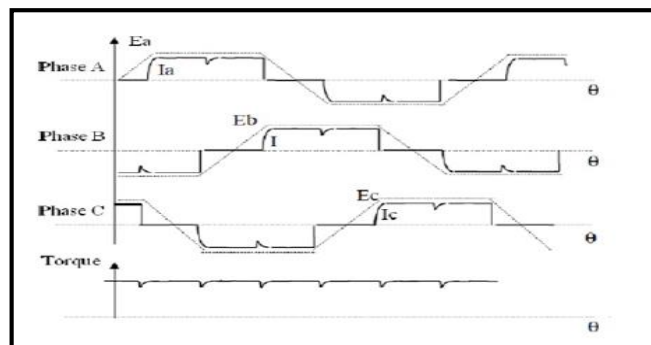 Ea
Phase A
Ia
Θ
Eb
Phase B
I
Θ
Ec
Phase C
Ic
Θ
Torque
Θ